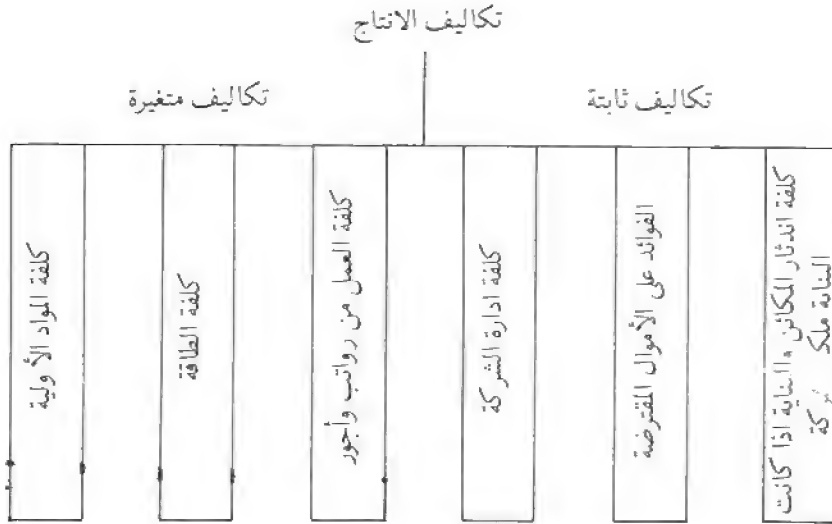 تكاليف الانتاج
تكاليف ثابتة
تكاليف متغيرة
كلفة اندثار المكائن والبناية اذا كانت
البناية ملك
الفوائد على الأموال المقترضة
كلفة ادارة الشركة
كلفة العمل من رواتب وأجور
كلفة الطاقة
كلفة المواد الأولية